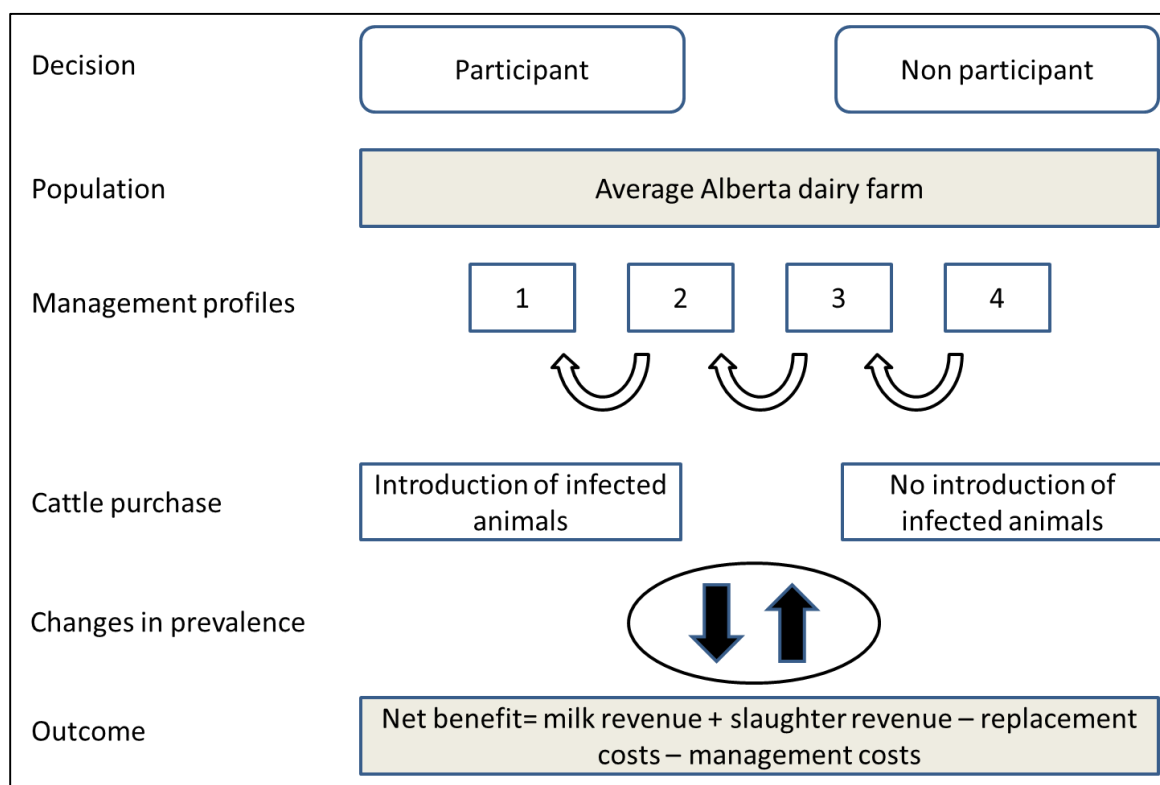 Decision
Participant
Non participant
Population
Average Alberta dairy farm
Management profiles
1
2
3
4
Cattle purchase
Introduction of infected
animals
No introduction of
infected animals
Changes in prevalence
Outcome
Net benefit= milk revenue + slaughter revenue – replacement
costs – management costs